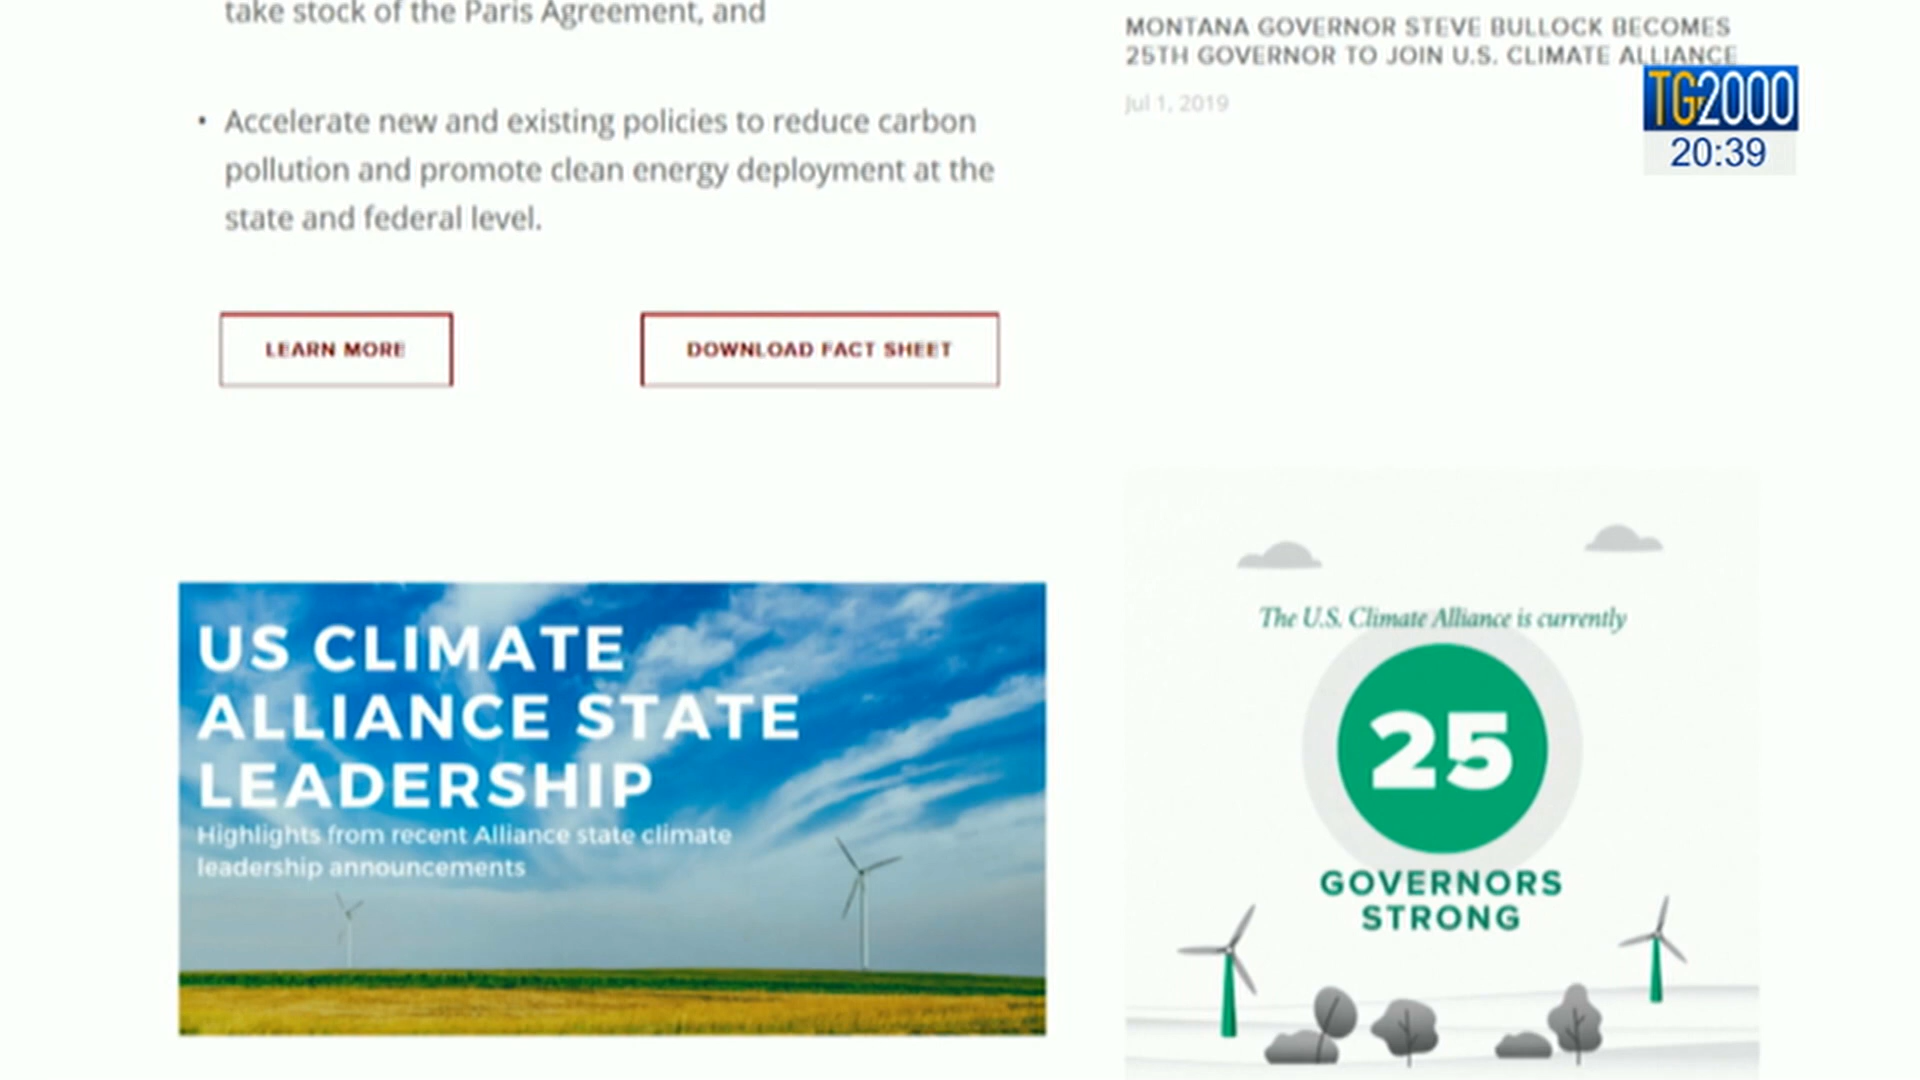 take stock of the Paris Agreement, and
• Accelerate new and existing policies to reduce carbon
pollution and promote clean energy deployment at the
state and federal level.
LEARN MORE
DOWNLOAD FACT SHEET
US CLIMATE
ALLIANCE STATE
LEADERSHIP
Highlights from recent Alliance state climate
leadership announcements
MONTANA GOVERNOR STEVE BULLOCK BECOMES
25TH GOVERNOR TO JOIN U.S. CLIMATE ALLIANCE
Jul 1, 2019
TG2000
20:39
The U.S. Climate Alliance is currently
25
GOVERNORS
STRONG